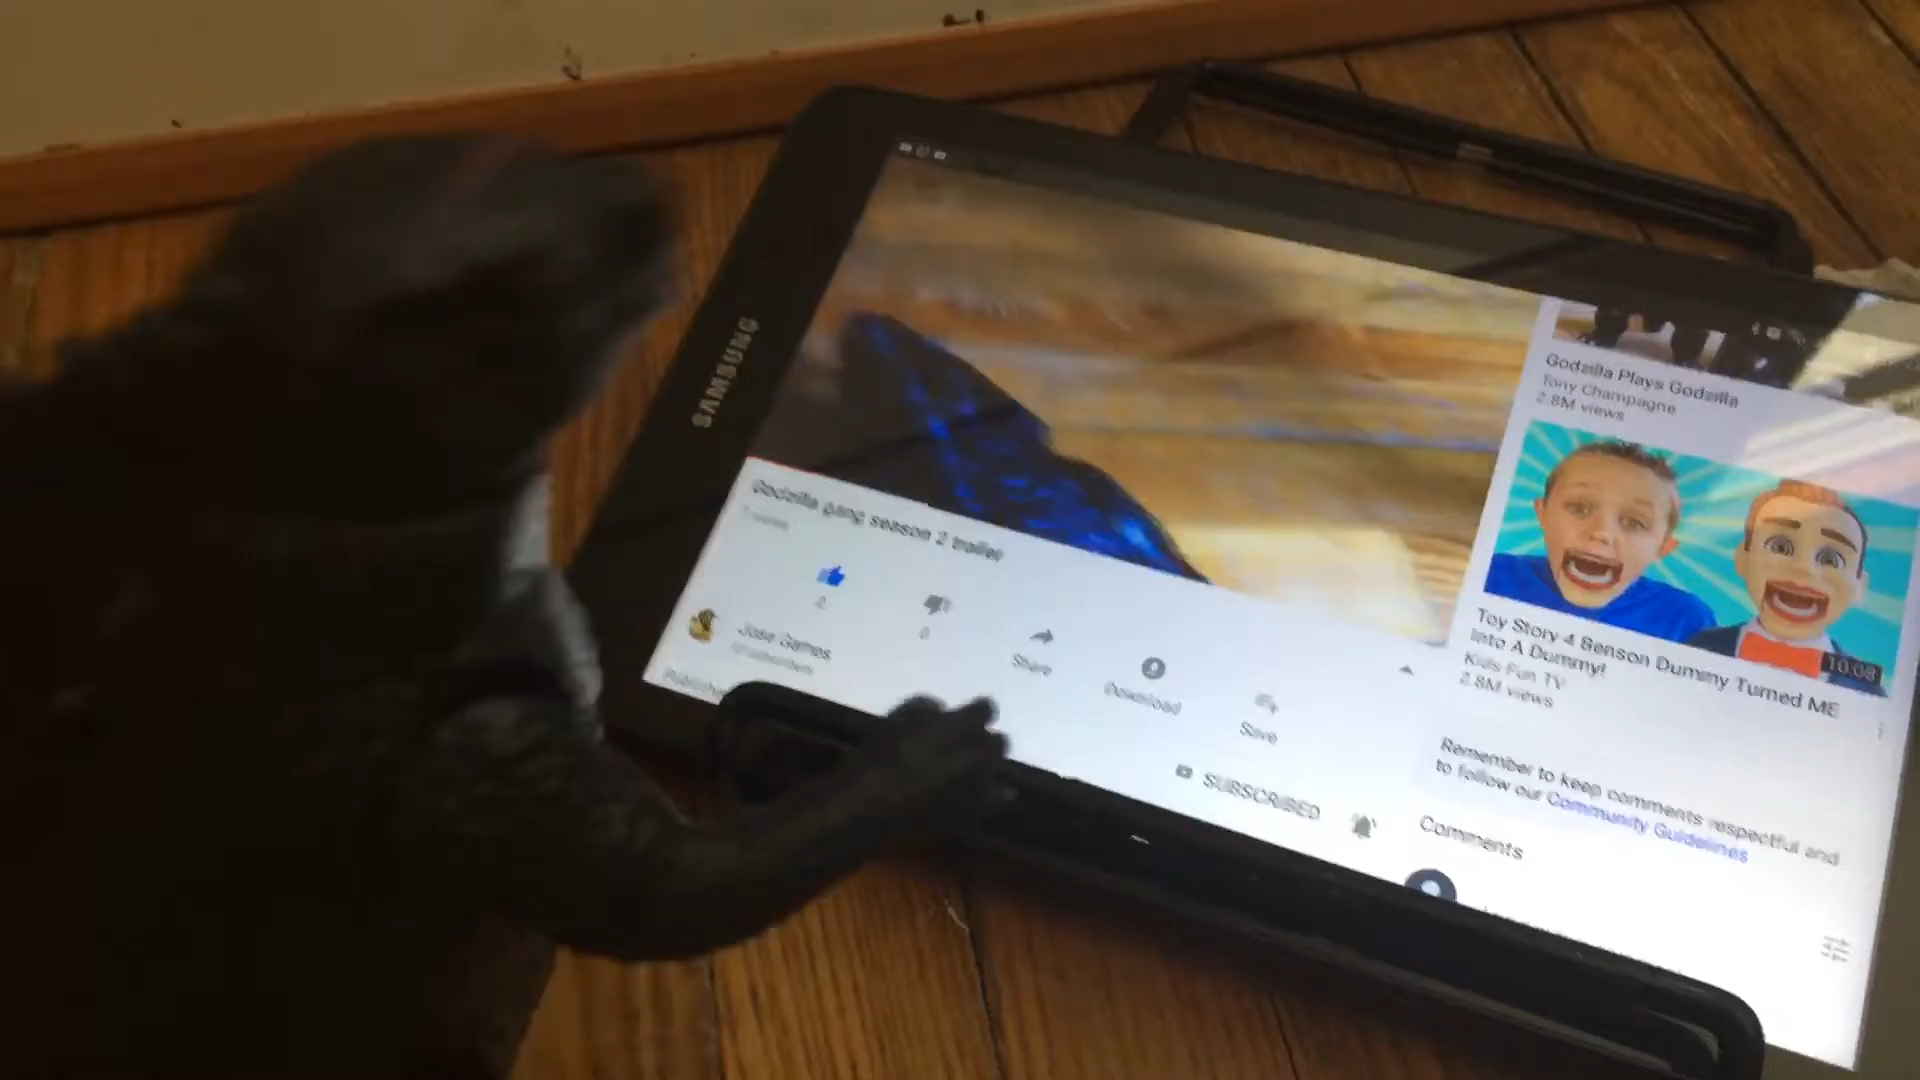 SAMSUNG
Godzilla gang season 2 trailer
2
0
Share
Download
Save
Jose Games
SUBSCRIBED
Godzilla Plays Godzilla
Tony Champagne
2.8M views
10:08
Toy Story 4 Benson Dummy Turned ME
Into A Dummy!
Kids Fun TV
2.8M views
Remember to keep comments respectful and
to follow our Community Guidelines
Comments